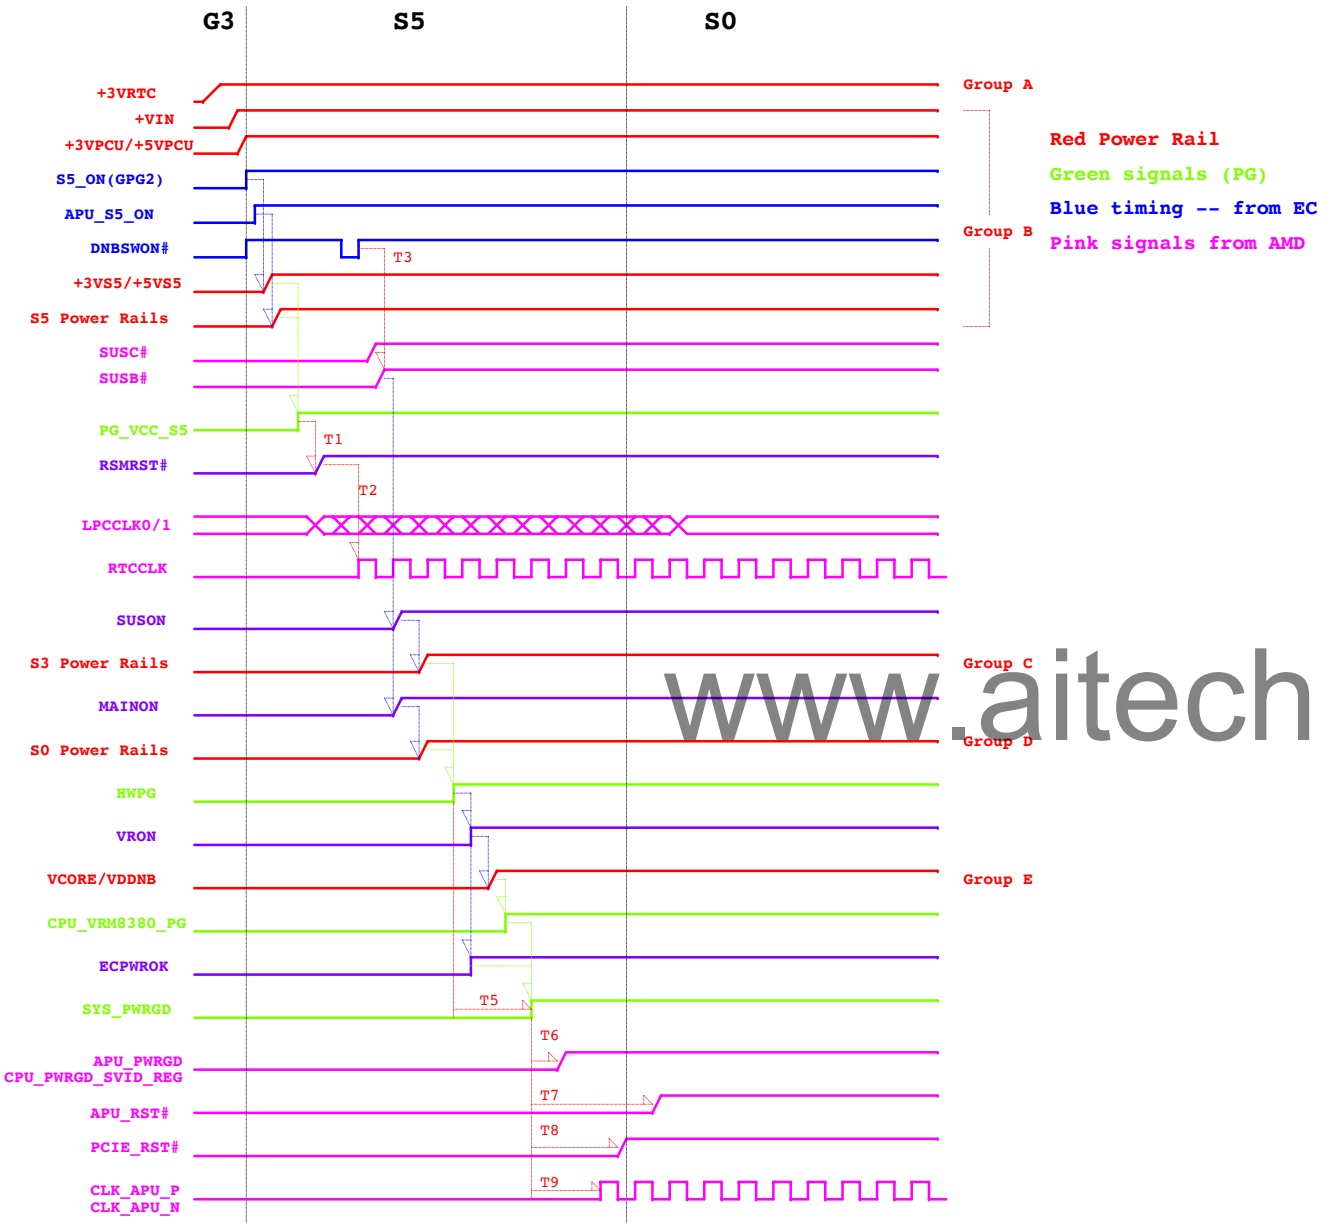 G3 S5 S0
+3VRTC Group A
+VIN
+3VPCU/+5VPCU Red Power Rail
S5_ON(GPG2) Green signals (PG)
APU_S5_ON Blue timing -- from EC
Group B
DNBSWON# Pink signals from AMD
T3
+3VS5/+5VS5
S5 Power Rails
SUSC#
SUSB#
PG_VCC_S5
T1
RSMRST#
T2
LPCCLK0/1
RTCCLK
SUSON
S3 Power Rails Group C
www.aitech
MAINON
S0 Power Rails Group D
HWPG
VRON
VCORE/VDDNB Group E
CPU_VRM8380_PG
ECPWROK
SYS_PWRGD T5
T6
APU_PWRGD
CPU_PWRGD_SVID_REG
T7
APU_RST#
T8
PCIE_RST#
T9
CLK_APU_P
CLK_APU_N